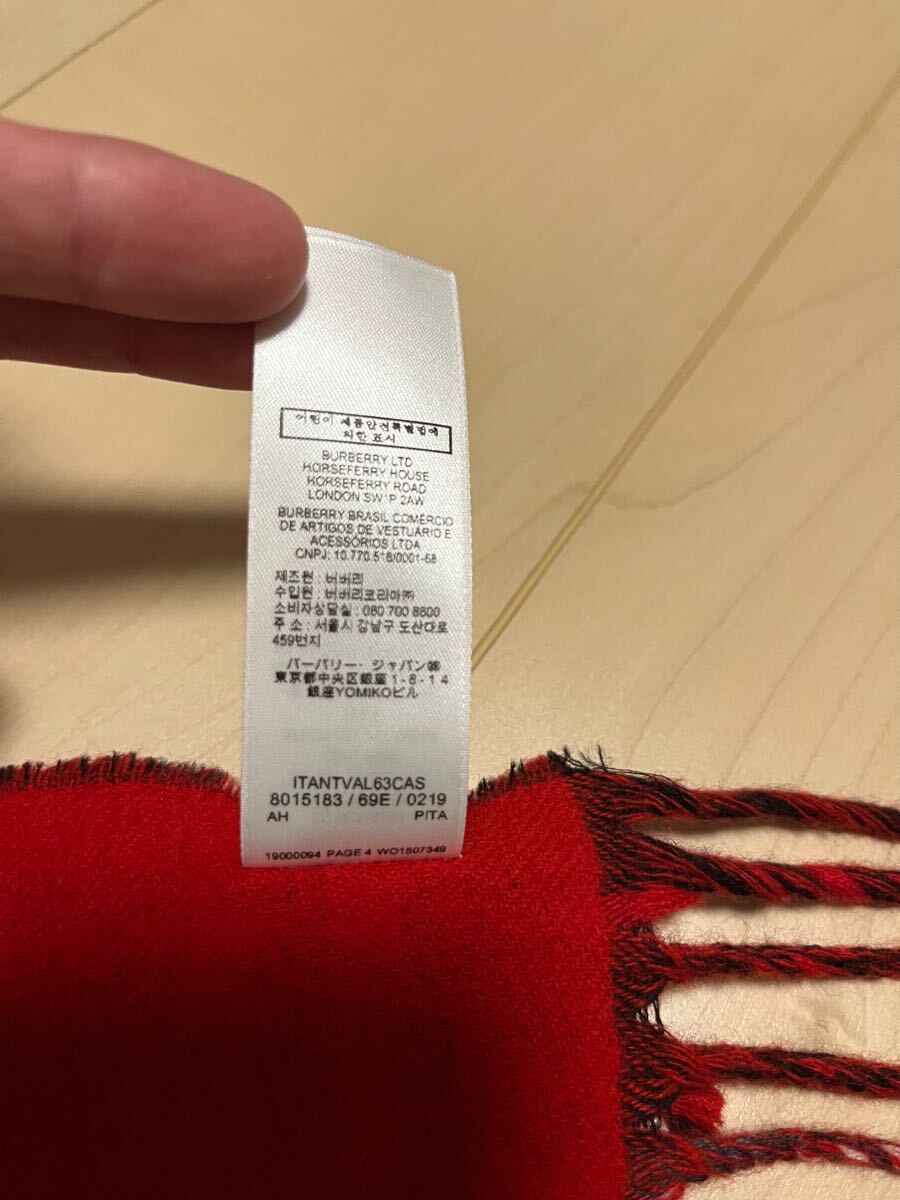 어린이 제품안전특별법에
의한 표시
BURBERRY LTD
HORSEFERRY HOUSE
HORSEFERRY ROAD
LONDON SW1P 2AW
BURBERRY BRASIL COMERCIO
DE ARTIGOS DE VESTUARIO E
ACESSÓRIOS LTDA
CNPJ: 10.770.518/0001-68
제조원 : 버버리
수입원 : 버버리코리아㈜
소비자상담실 : 080 700 8800
주 소 : 서울시 강남구 도산대로
459번지
バーバリー・ジャパン㈱
東京都中央区銀座1-8-14
銀座YOMIKOビル
ITANTVAL63CAS
8015183 / 69E / 0219
AH PITA
19000094 PAGE 4 WO1507349